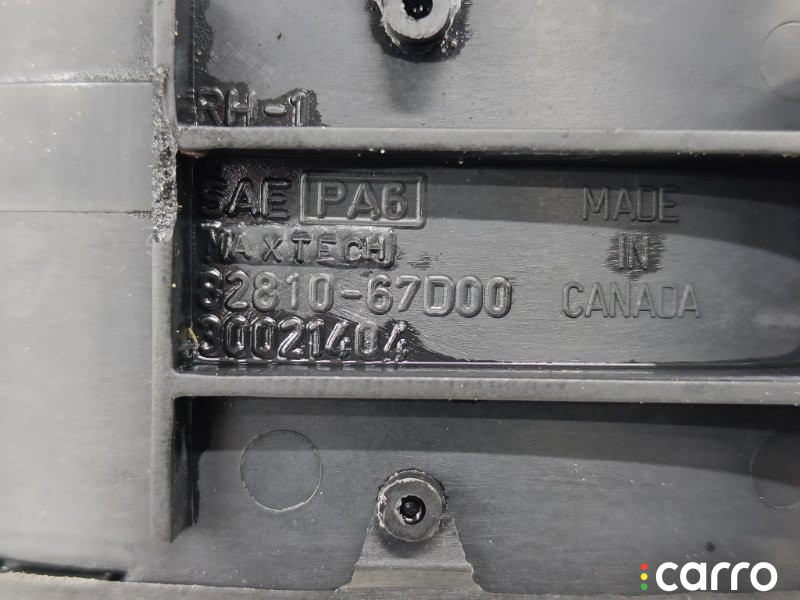 RH-1
SAE PA6
MAXTECH
82810-67D00
30021404
MADE
IN
CANADA
carro